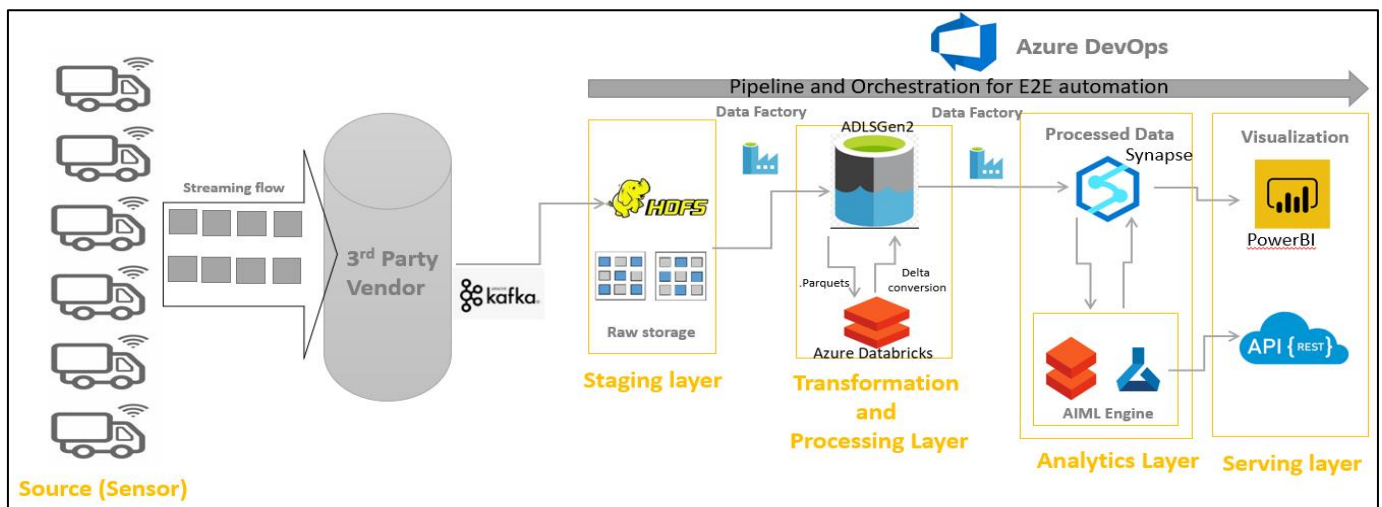 Azure DevOps
Pipeline and Orchestration for E2E automation
Streaming flow
3rd Party
Vendor
kafka
HDFS
Raw storage
Staging layer
Data Factory
ADLSGen2
.Parquets
Delta
conversion
Azure Databricks
Transformation
and
Processing Layer
Data Factory
Processed Data
Synapse
AIML Engine
Analytics Layer
Visualization
PowerBI
API {REST}
Serving layer
Source (Sensor)